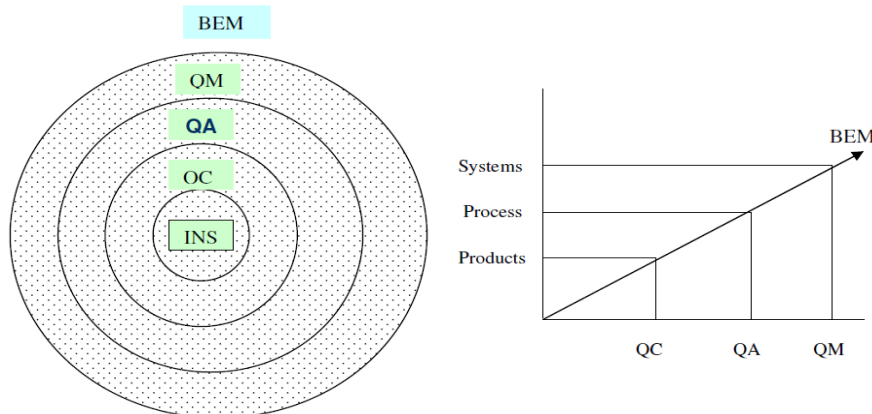 BEM
QM
QA
OC
INS
BEM
Systems
Process
Products
QC
QA
QM